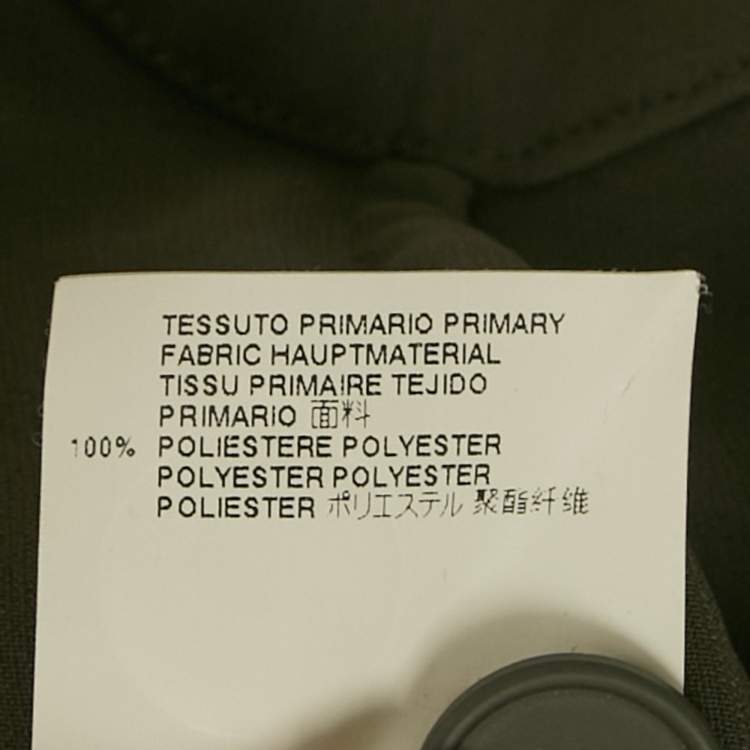 TESSUTO PRIMARIO PRIMARY
FABRIC HAUPTMATERIAL
TISSU PRIMAIRE TEJIDO
PRIMARIO 面料
100% POLIESTERE POLYESTER
POLYESTER POLYESTER
POLIESTER ポリエステル 聚酯纤维